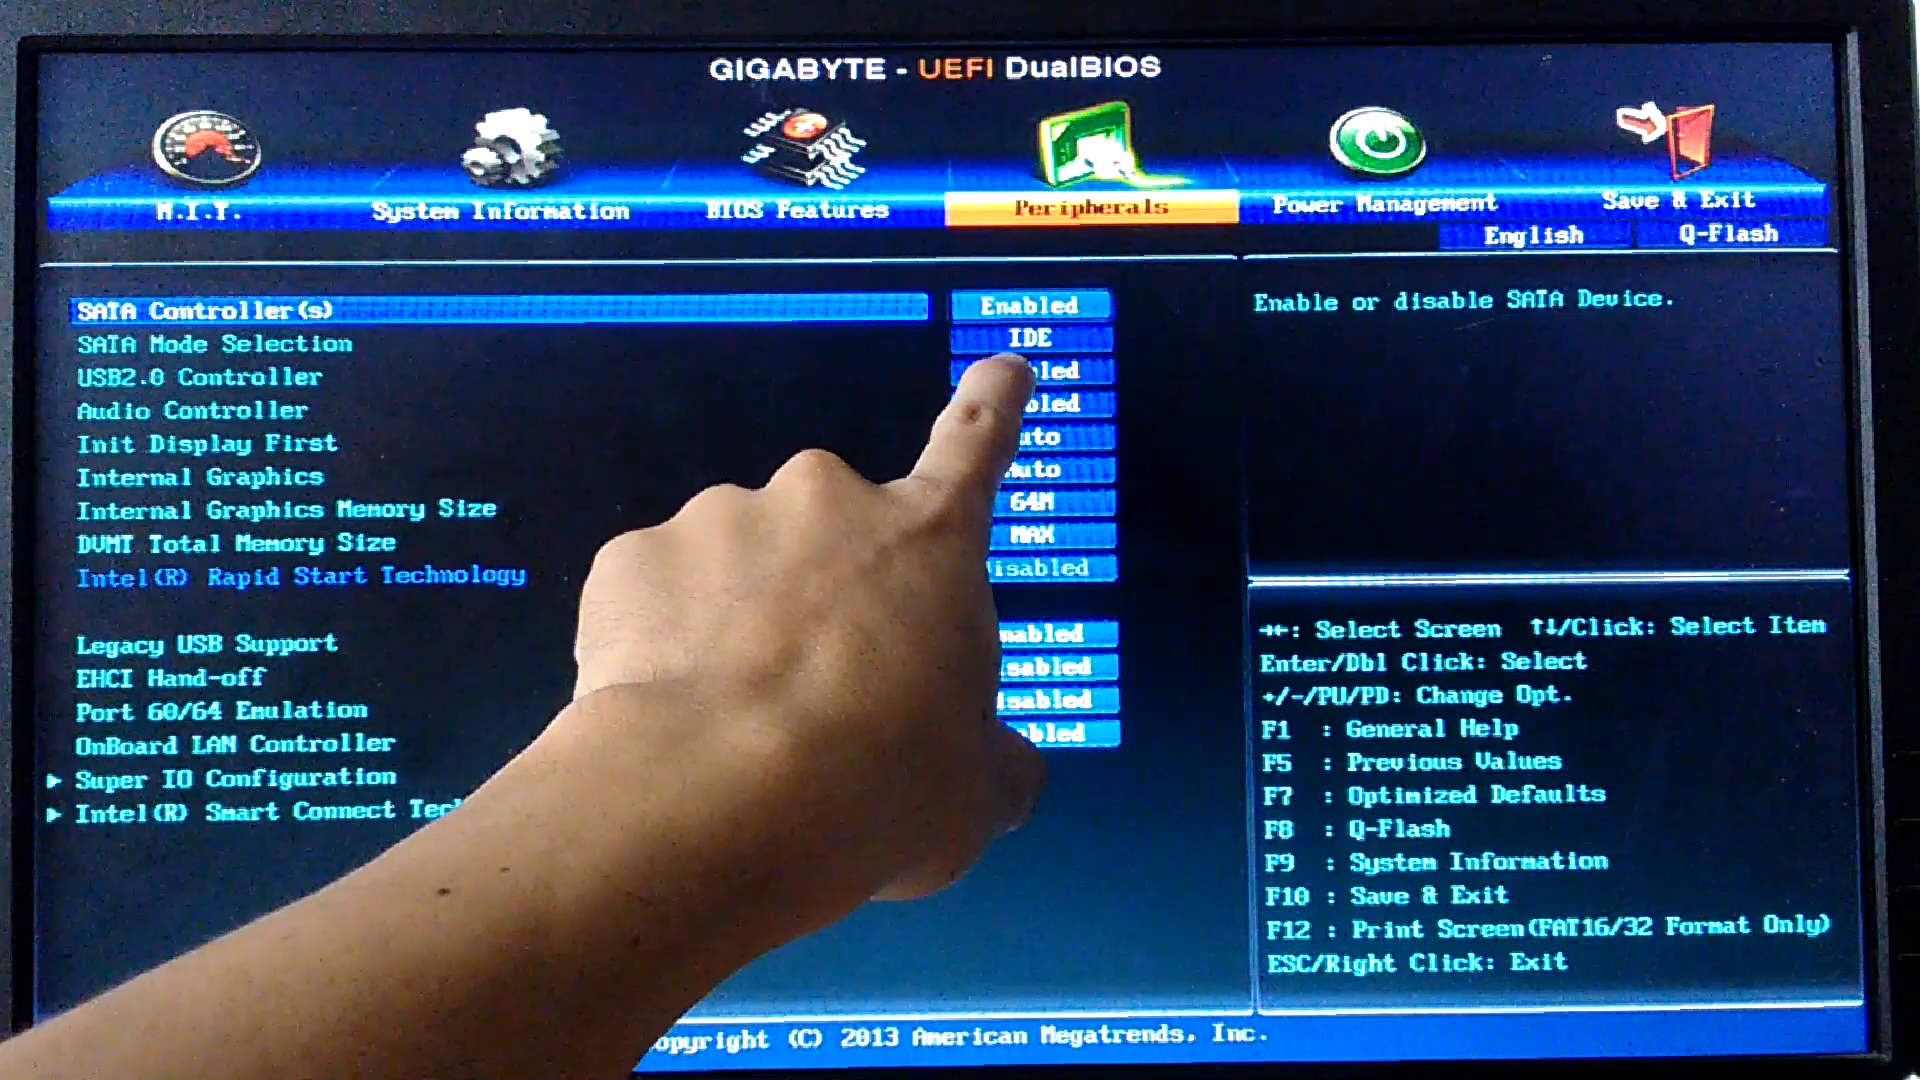 GIGABYTE - UEFI DualBIOS
M.I.T. System Information BIOS Features Peripherals Power Management Save & Exit
English Q-Flash
SATA Controller(s) Enabled
SATA Mode Selection IDE
USB2.0 Controller
Audio Controller
Init Display First
Internal Graphics Auto
Internal Graphics Memory Size 64M
DVMT Total Memory Size MAX
Intel(R) Rapid Start Technology
Legacy USB Support
EHCI Hand-off
Port 60/64 Emulation
OnBoard LAN Controller
Super IO Configuration
Intel(R) Smart Connect
Enable or disable SATA Device.
→←: Select Screen ↑↓/Click: Select Item
Enter/Dbl Click: Select
+/-/PU/PD: Change Opt.
F1 : General Help
F5 : Previous Values
F7 : Optimized Defaults
F8 : Q-Flash
F9 : System Information
F10 : Save & Exit
F12 : Print Screen(FAT16/32 Format Only)
ESC/Right Click: Exit
(C) 2013 American Megatrends, Inc.